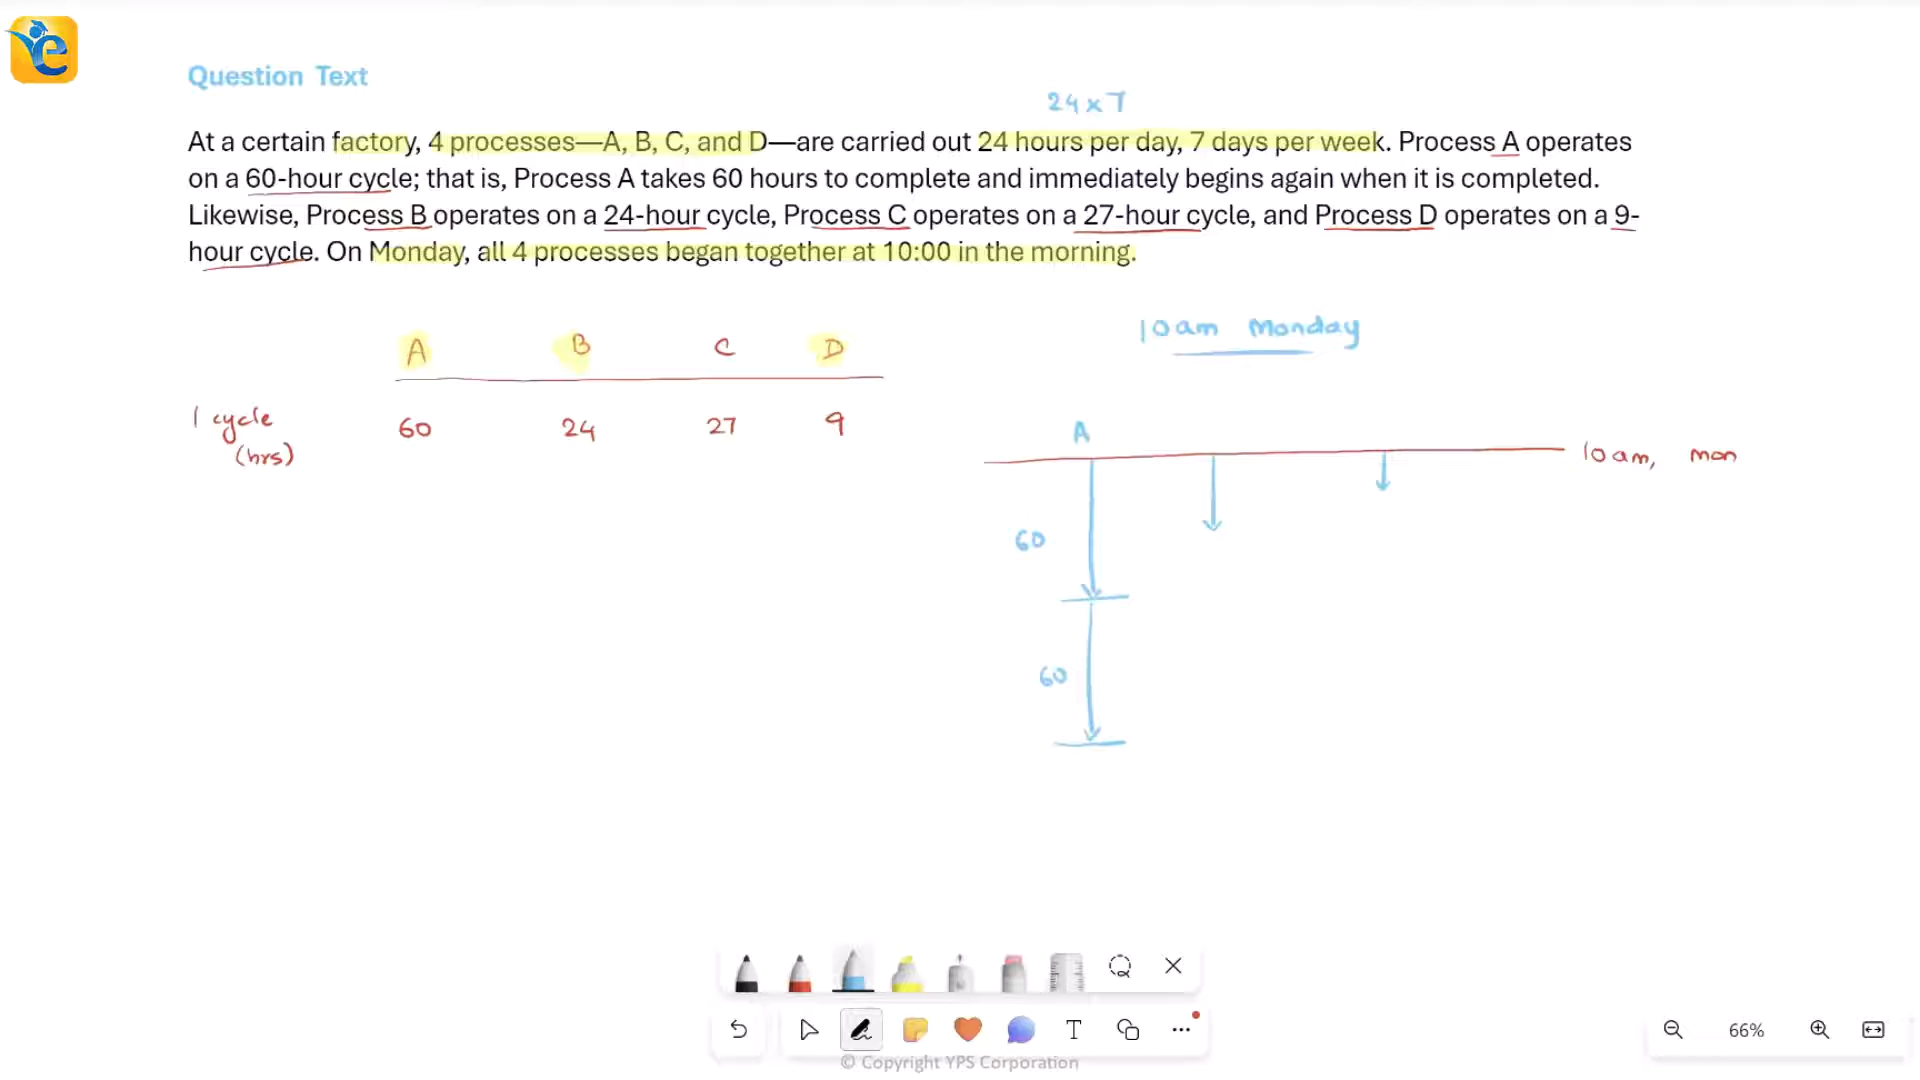 Question Text
24 x 7
At a certain factory, 4 processes—A, B, C, and D—are carried out 24 hours per day, 7 days per week. Process A operates
on a 60-hour cycle; that is, Process A takes 60 hours to complete and immediately begins again when it is completed.
Likewise, Process B operates on a 24-hour cycle, Process C operates on a 27-hour cycle, and Process D operates on a 9-
hour cycle. On Monday, all 4 processes began together at 10:00 in the morning.
10am Monday
A B C D
1 cycle
(hrs)
60 24 27 9
A
10am, mon
60
60
66%
© Copyright YPS Corporation